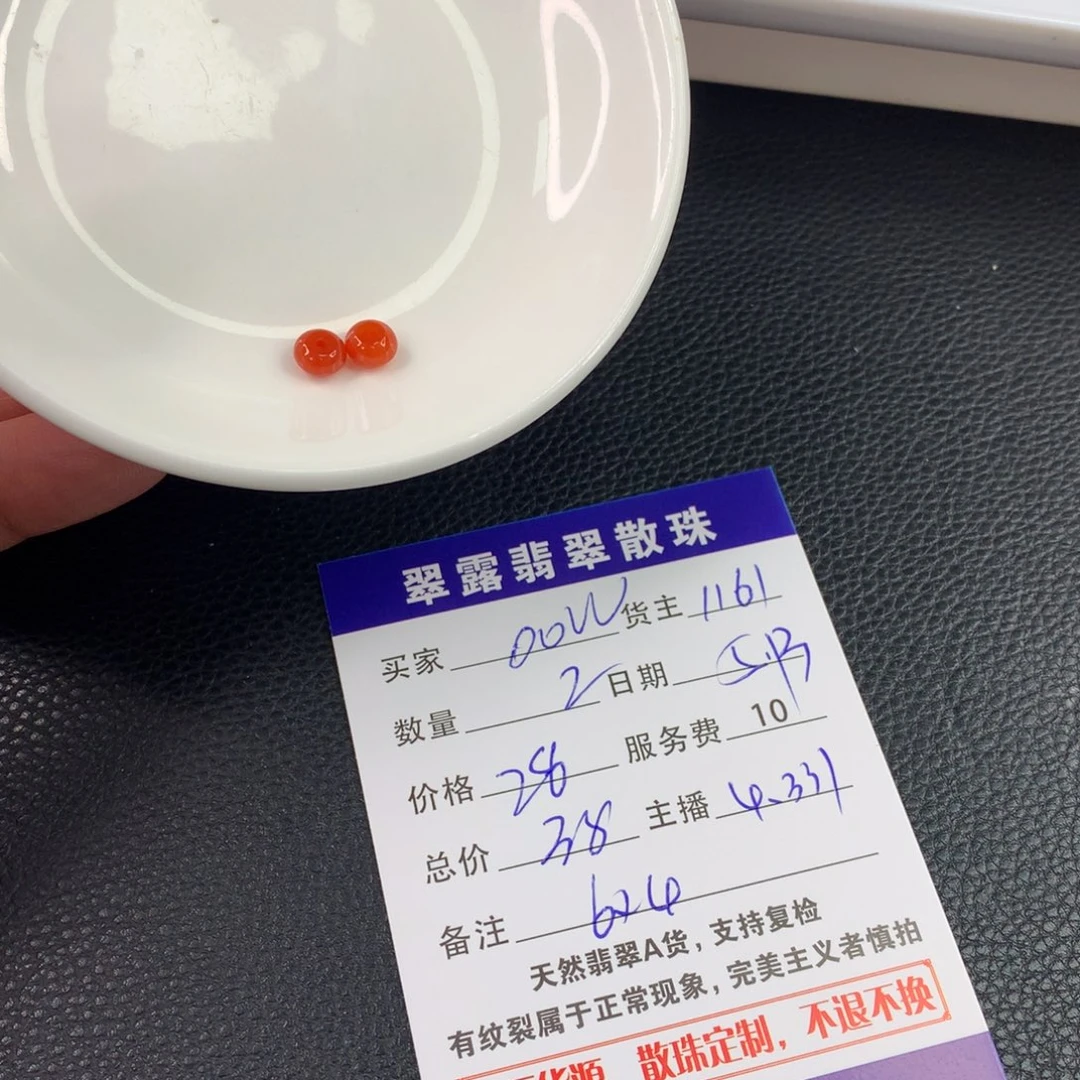 翠露翡翠散珠
买家 00W 货主 1161
数量 2 日期 5.13
价格 28 服务费 10
总价 38 主播 4.331
备注 624
天然翡翠A货，支持复检
有纹裂属于正常现象，完美主义者慎拍
货源 散珠定制，不退不换